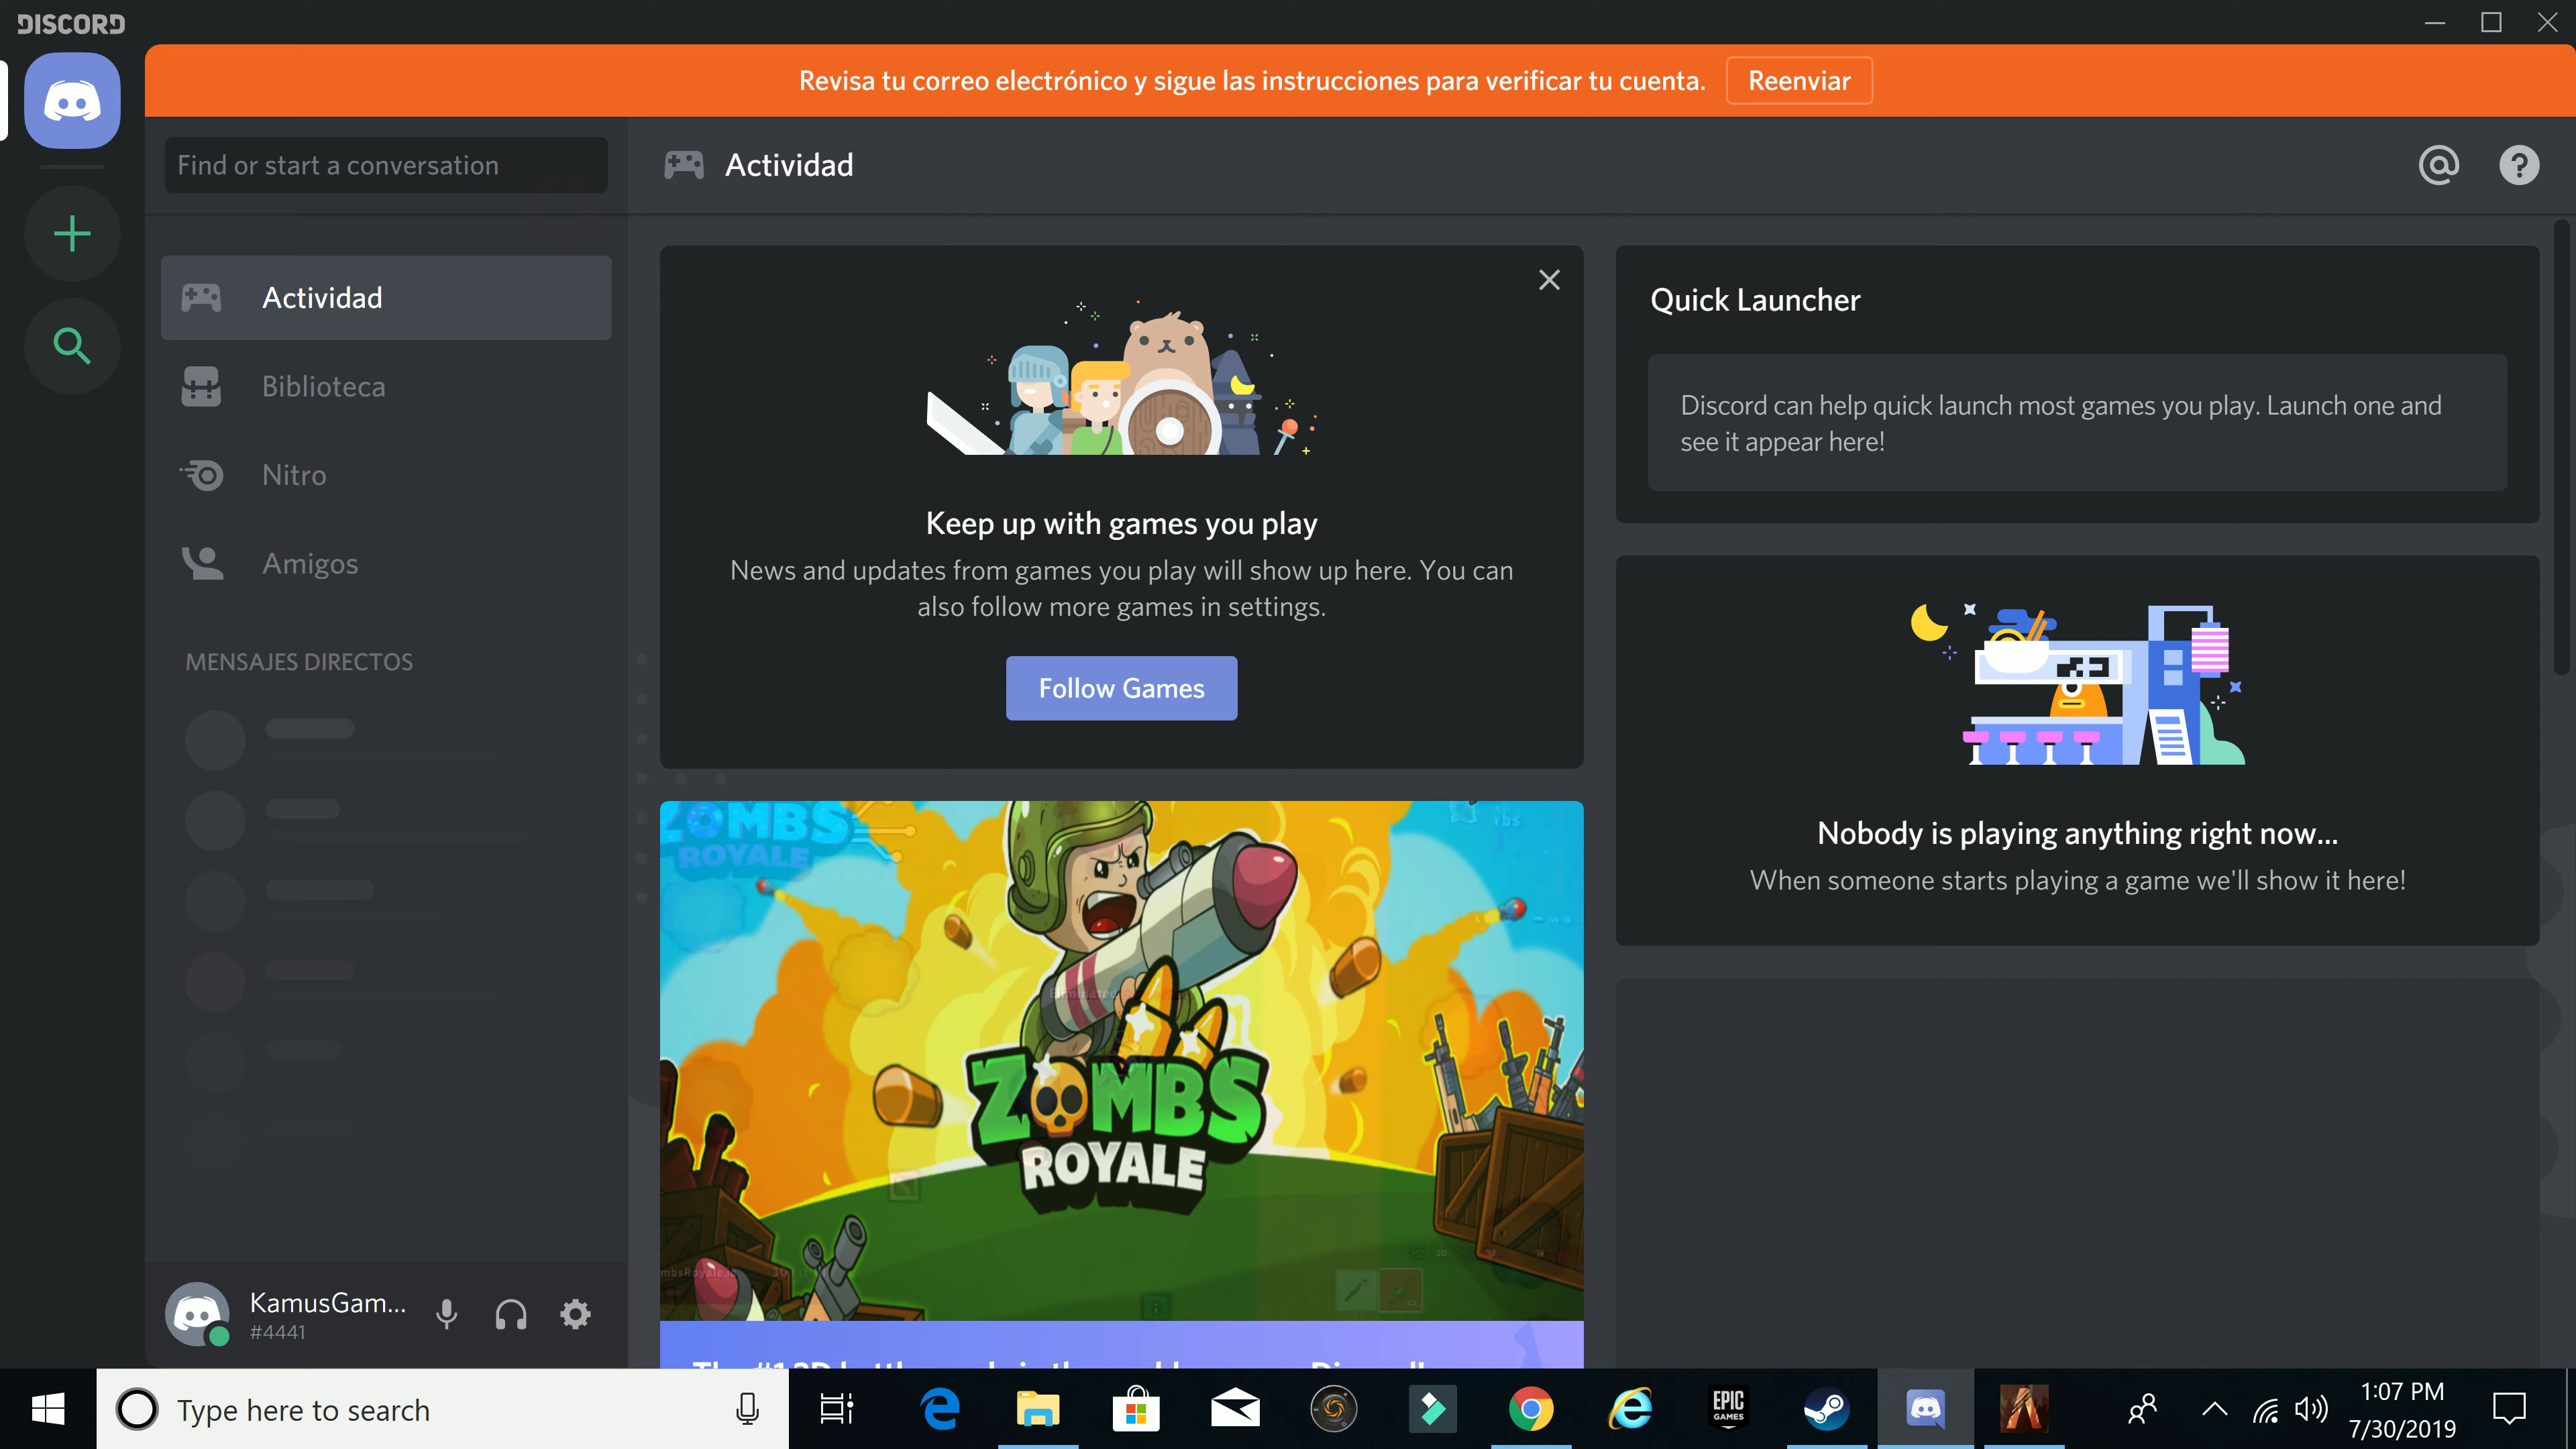 DISCORD
Revisa tu correo electrónico y sigue las instrucciones para verificar tu cuenta.
Reenviar
Find or start a conversation
Actividad
Actividad
Biblioteca
Nitro
Amigos
MENSAJES DIRECTOS
Keep up with games you play
News and updates from games you play will show up here. You can
also follow more games in settings.
Follow Games
Quick Launcher
Discord can help quick launch most games you play. Launch one and
see it appear here!
Nobody is playing anything right now...
When someone starts playing a game we'll show it here!
ZOMBS
ROYALE
Eliminated
ZOMBS
ROYALE
KamusGam...
#4441
Type here to search
EPIC
GAMES
1:07 PM
7/30/2019